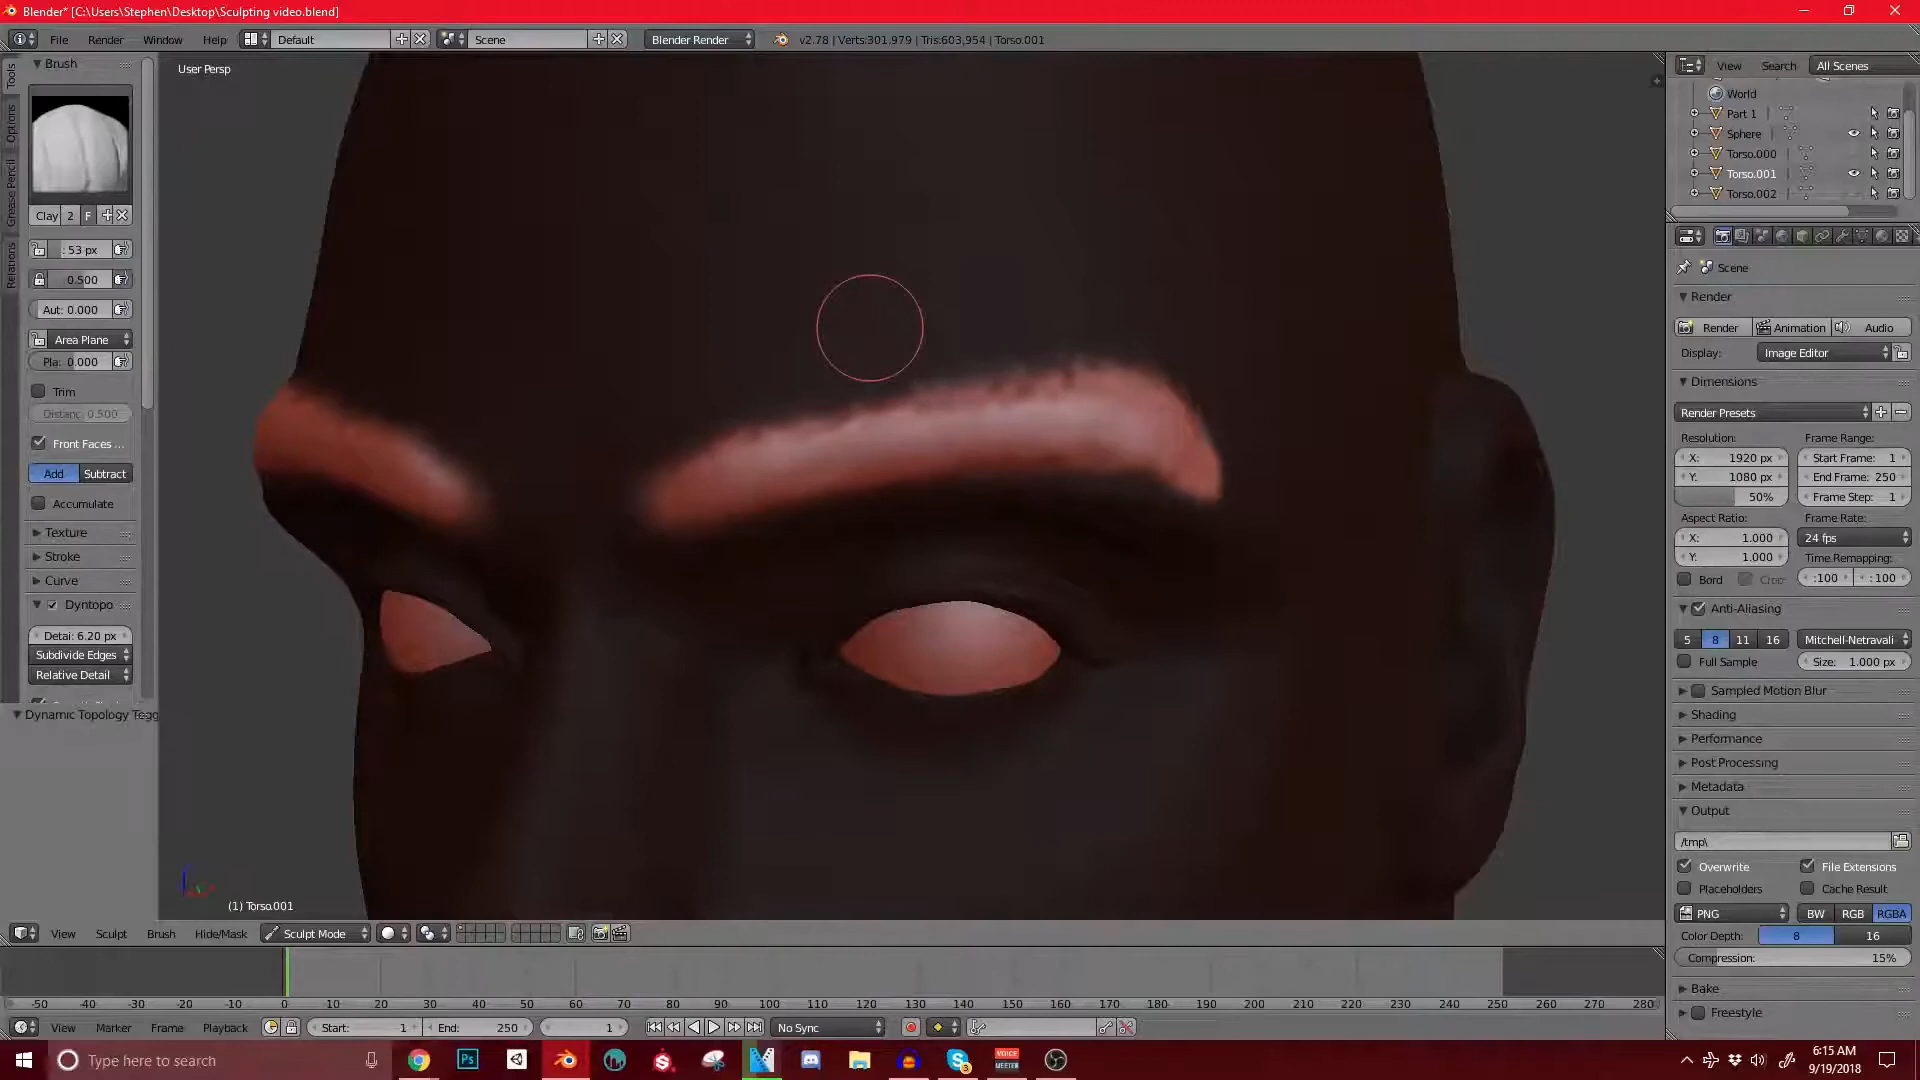 Blender* [C:\Users\Stephen\Desktop\Sculpting video.blend]
File Render Window Help Default Scene Blender Render v2.78 | Verts:301,979 | Tris:603,954 | Torso.001
Tools
Options
Grease Pencil
Relations
Brush
Clay 2 F
: 53 px
0.500
Aut: 0.000
Area Plane
Pla: 0.000
Trim
Distanc: 0.500
Front Faces ...
Add Subtract
Accumulate
Texture
Stroke
Curve
Dyntopo
Detai: 6.20 px
Subdivide Edges
Relative Detail
Dynamic Topology Togg
User Persp
(1) Torso.001
View Search All Scenes
World
Part 1
Sphere
Torso.000
Torso.001
Torso.002
Scene
Render
Render Animation Audio
Display: Image Editor
Dimensions
Render Presets
Resolution: Frame Range:
X: 1920 px Start Frame: 1
Y: 1080 px End Frame: 250
50% Frame Step: 1
Aspect Ratio: Frame Rate:
X: 1.000 24 fps
Y: 1.000 Time Remapping:
Bord Crop :100 :100
Anti-Aliasing
5 8 11 16 Mitchell-Netravali
Full Sample Size: 1.000 px
Sampled Motion Blur
Shading
Performance
Post Processing
Metadata
Output
/tmp\
Overwrite File Extensions
Placeholders Cache Result
PNG BW RGB RGBA
Color Depth: 8 16
Compression: 15%
Bake
Freestyle
View Sculpt Brush Hide/Mask Sculpt Mode
-50 -40 -30 -20 -10 0 10 20 30 40 50 60 70 80 90 100 110 120 130 140 150 160 170 180 190 200 210 220 230 240 250 260 270 280
View Marker Frame Playback Start: 1 End: 250 1 No Sync
Type here to search
Ps
VOICE
MEETER
3
6:15 AM
9/19/2018